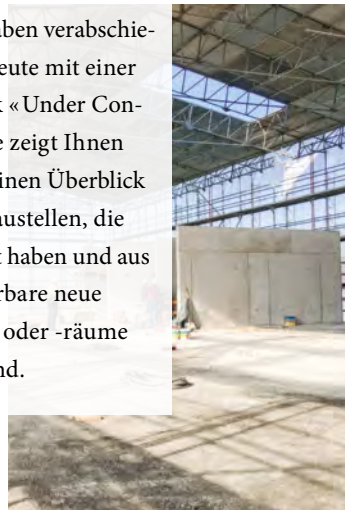 aben verabschie-
eute mit einer
« Under Con-
e zeigt Ihnen
inen Überblick
austellen, die
t haben und aus
rbare neue
oder -räume
nd.